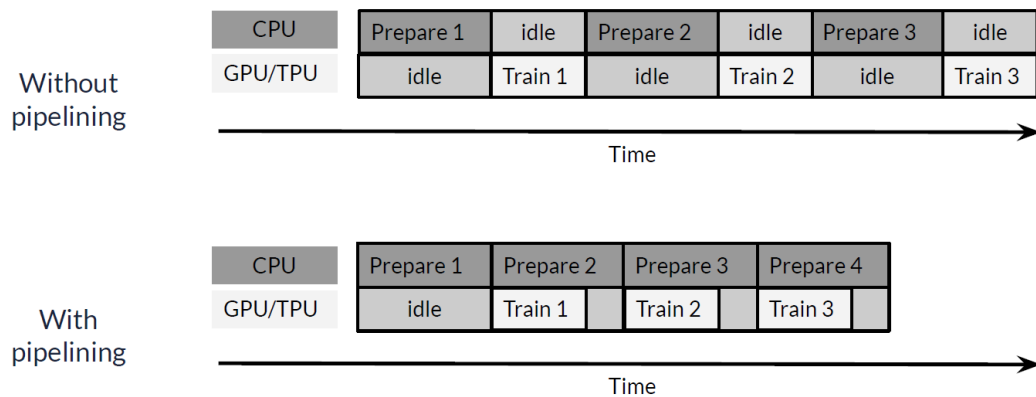 CPU
Prepare 1 idle Prepare 2 idle Prepare 3 idle
Without
pipelining
GPU/TPU
idle Train 1 idle Train 2 idle Train 3
Time
CPU
Prepare 1 Prepare 2 Prepare 3 Prepare 4
With
pipelining
GPU/TPU
idle Train 1 Train 2 Train 3
Time